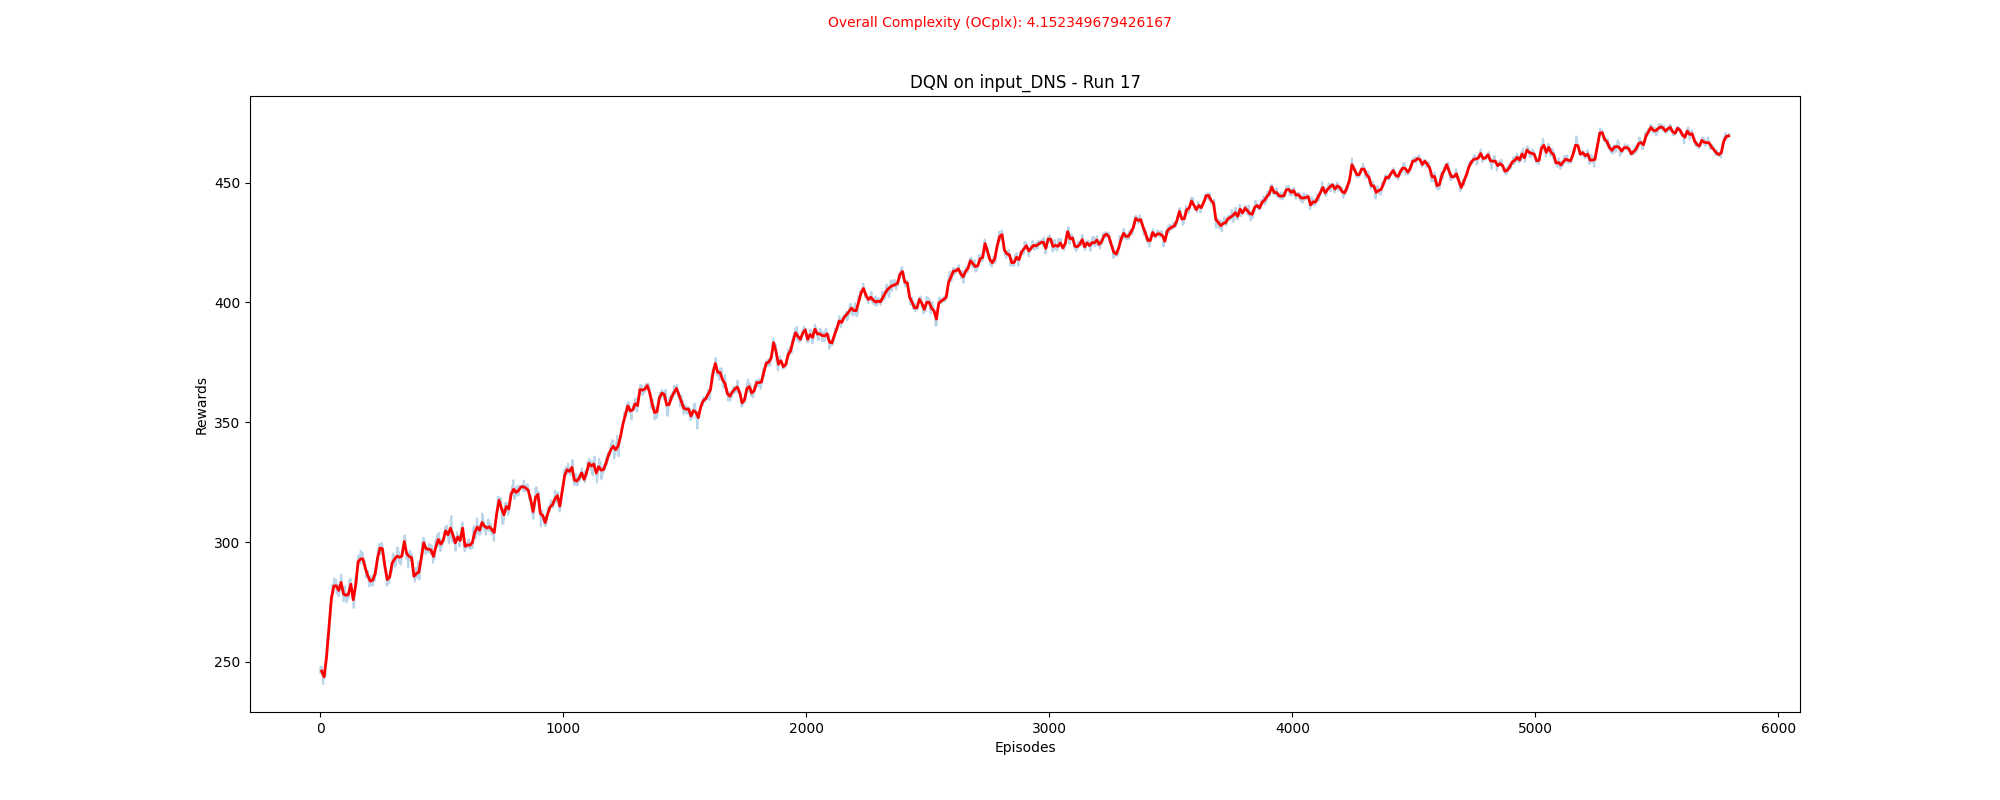 Overall Complexity (OCplx): 4.152349679426167
DQN on input_DNS - Run 17
Rewards
450
400
350
300
250
0 1000 2000 3000 4000 5000 6000
Episodes